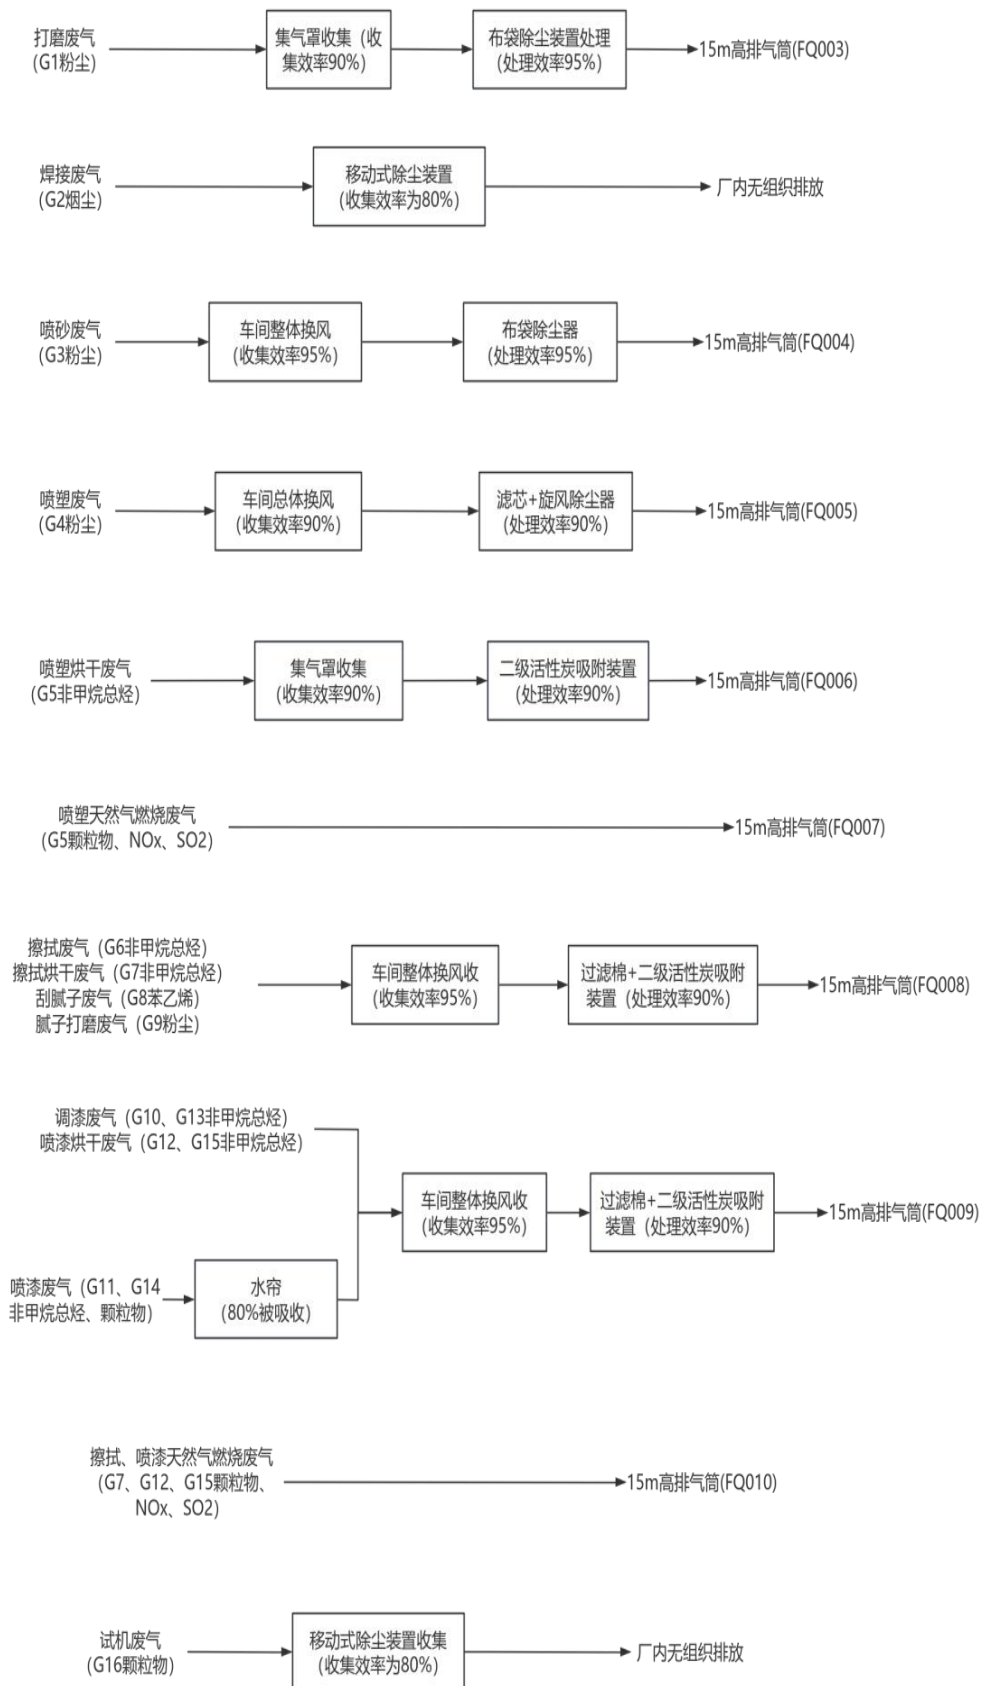 打磨废气
(G1粉尘)
集气罩收集（收
集效率90%）
布袋除尘装置处理
（处理效率95%）
15m高排气筒(FQ003)
焊接废气
(G2烟尘)
移动式除尘装置
（收集效率为80%）
厂内无组织排放
喷砂废气
(G3粉尘)
车间整体换风
（收集效率95%）
布袋除尘器
（处理效率95%）
15m高排气筒(FQ004)
喷塑废气
(G4粉尘)
车间总体换风
（收集效率90%）
滤芯+旋风除尘器
（处理效率90%）
15m高排气筒(FQ005)
喷塑烘干废气
（G5非甲烷总烃）
集气罩收集
（收集效率90%）
二级活性炭吸附装置
（处理效率90%）
15m高排气筒(FQ006)
喷塑天然气燃烧废气
（G5颗粒物、NOx、SO2）
15m高排气筒(FQ007)
擦拭废气（G6非甲烷总烃）
擦拭烘干废气（G7非甲烷总烃）
刮腻子废气（G8苯乙烯）
腻子打磨废气（G9粉尘）
车间整体换风收
（收集效率95%）
过滤棉+二级活性炭吸附
装置（处理效率90%）
15m高排气筒(FQ008)
调漆废气（G10、G13非甲烷总烃）
喷漆烘干废气（G12、G15非甲烷总烃）
车间整体换风收
（收集效率95%）
过滤棉+二级活性炭吸附
装置（处理效率90%）
15m高排气筒(FQ009)
喷漆废气（G11、G14
非甲烷总烃、颗粒物）
水帘
（80%被吸收）
擦拭、喷漆天然气燃烧废气
（G7、G12、G15颗粒物、
NOx、SO2）
15m高排气筒(FQ010)
试机废气
(G16颗粒物)
移动式除尘装置收集
（收集效率为80%）
厂内无组织排放